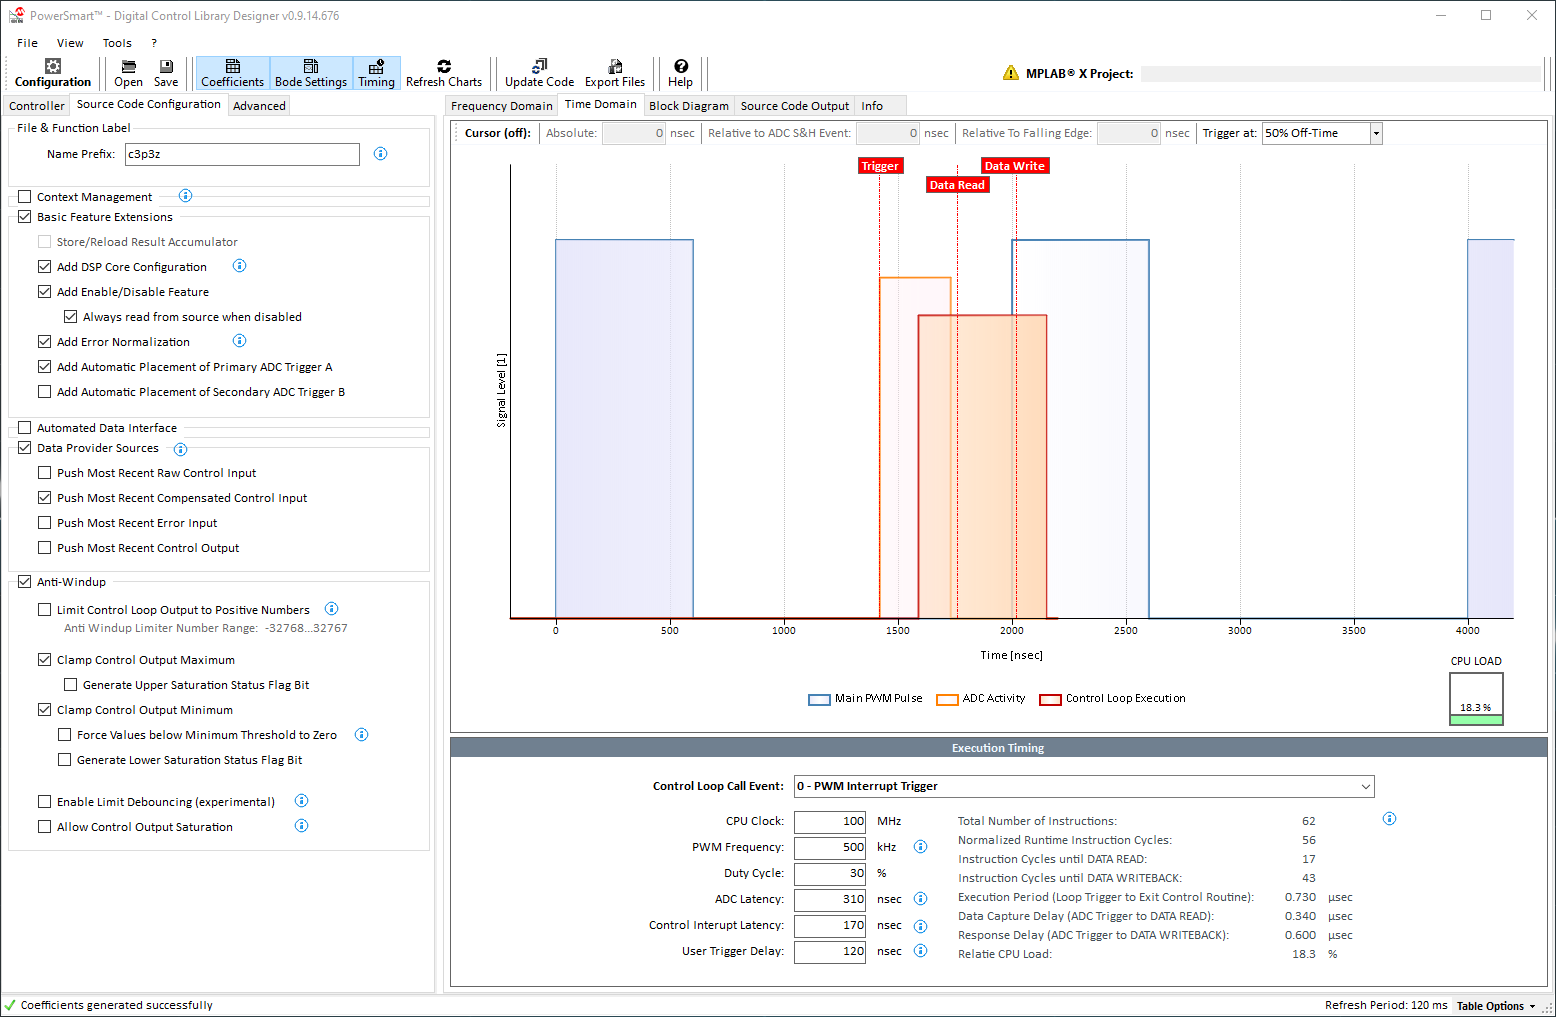 PowerSmart™ - Digital Control Library Designer v0.9.14.676
File View Tools ?
Configuration Open Save Coefficients Bode Settings Timing Refresh Charts Update Code Export Files Help MPLAB® X Project:
Controller Source Code Configuration Advanced
File & Function Label
Name Prefix: c3p3z
Context Management
Basic Feature Extensions
Store/Reload Result Accumulator
Add DSP Core Configuration
Add Enable/Disable Feature
Always read from source when disabled
Add Error Normalization
Add Automatic Placement of Primary ADC Trigger A
Add Automatic Placement of Secondary ADC Trigger B
Automated Data Interface
Data Provider Sources
Push Most Recent Raw Control Input
Push Most Recent Compensated Control Input
Push Most Recent Error Input
Push Most Recent Control Output
Anti-Windup
Limit Control Loop Output to Positive Numbers
Anti Windup Limiter Number Range: -32768...32767
Clamp Control Output Maximum
Generate Upper Saturation Status Flag Bit
Clamp Control Output Minimum
Force Values below Minimum Threshold to Zero
Generate Lower Saturation Status Flag Bit
Enable Limit Debouncing (experimental)
Allow Control Output Saturation
Frequency Domain Time Domain Block Diagram Source Code Output Info
Cursor (off): Absolute: 0 nsec Relative to ADC S&H Event: 0 nsec Relative To Falling Edge: 0 nsec Trigger at: 50% Off-Time
Trigger Data Write
Data Read
Signal Level [1]
0 500 1000 1500 2000 2500 3000 3500 4000
Time [nsec]
Main PWM Pulse ADC Activity Control Loop Execution
CPU LOAD
18.3 %
Execution Timing
Control Loop Call Event: 0 - PWM Interrupt Trigger
CPU Clock: 100 MHz
PWM Frequency: 500 kHz
Duty Cycle: 30 %
ADC Latency: 310 nsec
Control Interupt Latency: 170 nsec
User Trigger Delay: 120 nsec
Total Number of Instructions: 62
Normalized Runtime Instruction Cycles: 56
Instruction Cycles until DATA READ: 17
Instruction Cycles until DATA WRITEBACK: 43
Execution Period (Loop Trigger to Exit Control Routine): 0.730 µsec
Data Capture Delay (ADC Trigger to DATA READ): 0.340 µsec
Response Delay (ADC Trigger to DATA WRITEBACK): 0.600 µsec
Relatie CPU Load: 18.3 %
Coefficients generated successfully
Refresh Period: 120 ms Table Options